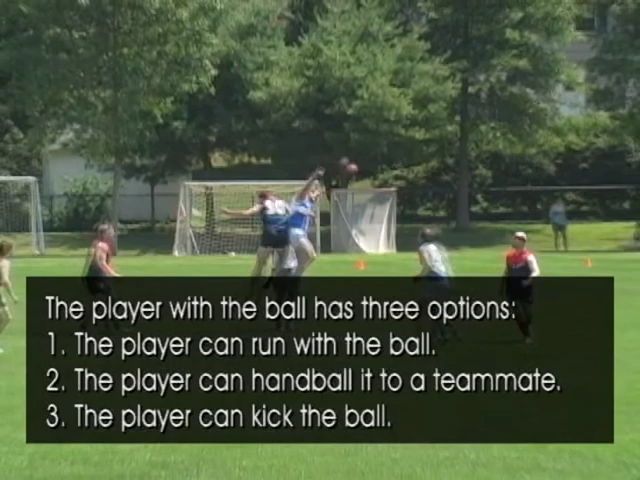 The player with the ball has three options:
1. The player can run with the ball.
2. The player can handball it to a teammate.
3. The player can kick the ball.